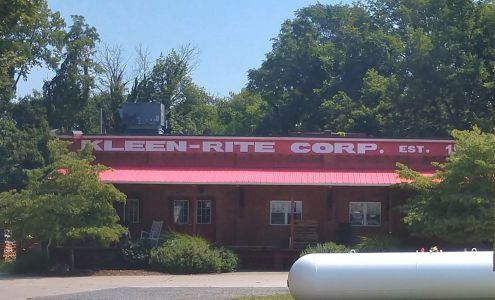 KLEEN-RITE CORP. EST.